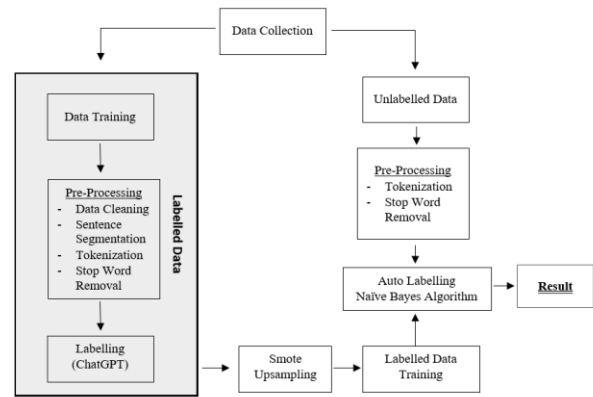 Data Collection
Data Training
Pre-Processing
- Data Cleaning
- Sentence
Segmentation
- Tokenization
- Stop Word
Removal
Labelling
(ChatGPT)
Labelled Data
Unlabelled Data
Pre-Processing
- Tokenization
- Stop Word
Removal
Auto Labelling
Naïve Bayes Algorithm
Result
Smote
Upsampling
Labelled Data
Training